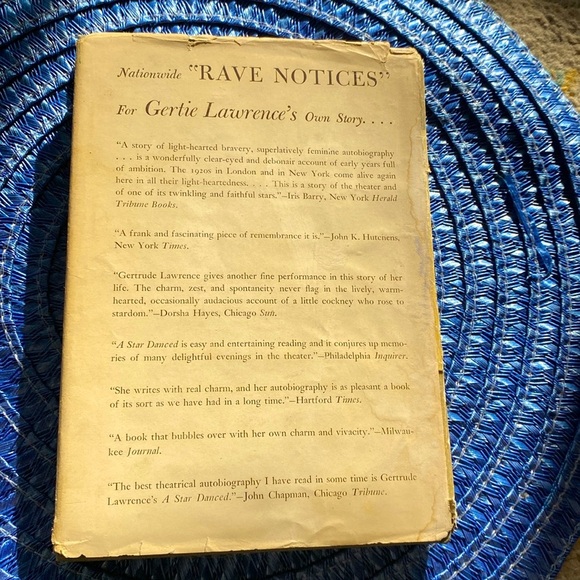 Nationwide "RAVE NOTICES"
For Gertie Lawrence's Own Story....
"A story of light-hearted bravery, superlatively feminine autobiography
. . . is a wonderfully clear-eyed and debonair account of early years full
of ambition. The 1920s in London and in New York come alive again
here in all their light-heartedness. . . . This is a story of the theater and
of one of its twinkling and faithful stars."—Iris Barry, New York Herald
Tribune Books.
"A frank and fascinating piece of remembrance it is."—John K. Hutchens,
New York Times.
"Gertrude Lawrence gives another fine performance in this story of her
life. The charm, zest, and spontaneity never flag in the lively, warm-
hearted, occasionally audacious account of a little cockney who rose to
stardom."—Dorsha Hayes, Chicago Sun.
"A Star Danced is easy and entertaining reading and it conjures up memo-
ries of many delightful evenings in the theater."—Philadelphia Inquirer.
"She writes with real charm, and her autobiography is as pleasant a book
of its sort as we have had in a long time."—Hartford Times.
"A book that bubbles over with her own charm and vivacity."—Milwau-
kee Journal.
"The best theatrical autobiography I have read in some time is Gertrude
Lawrence's A Star Danced."—John Chapman, Chicago Tribune.